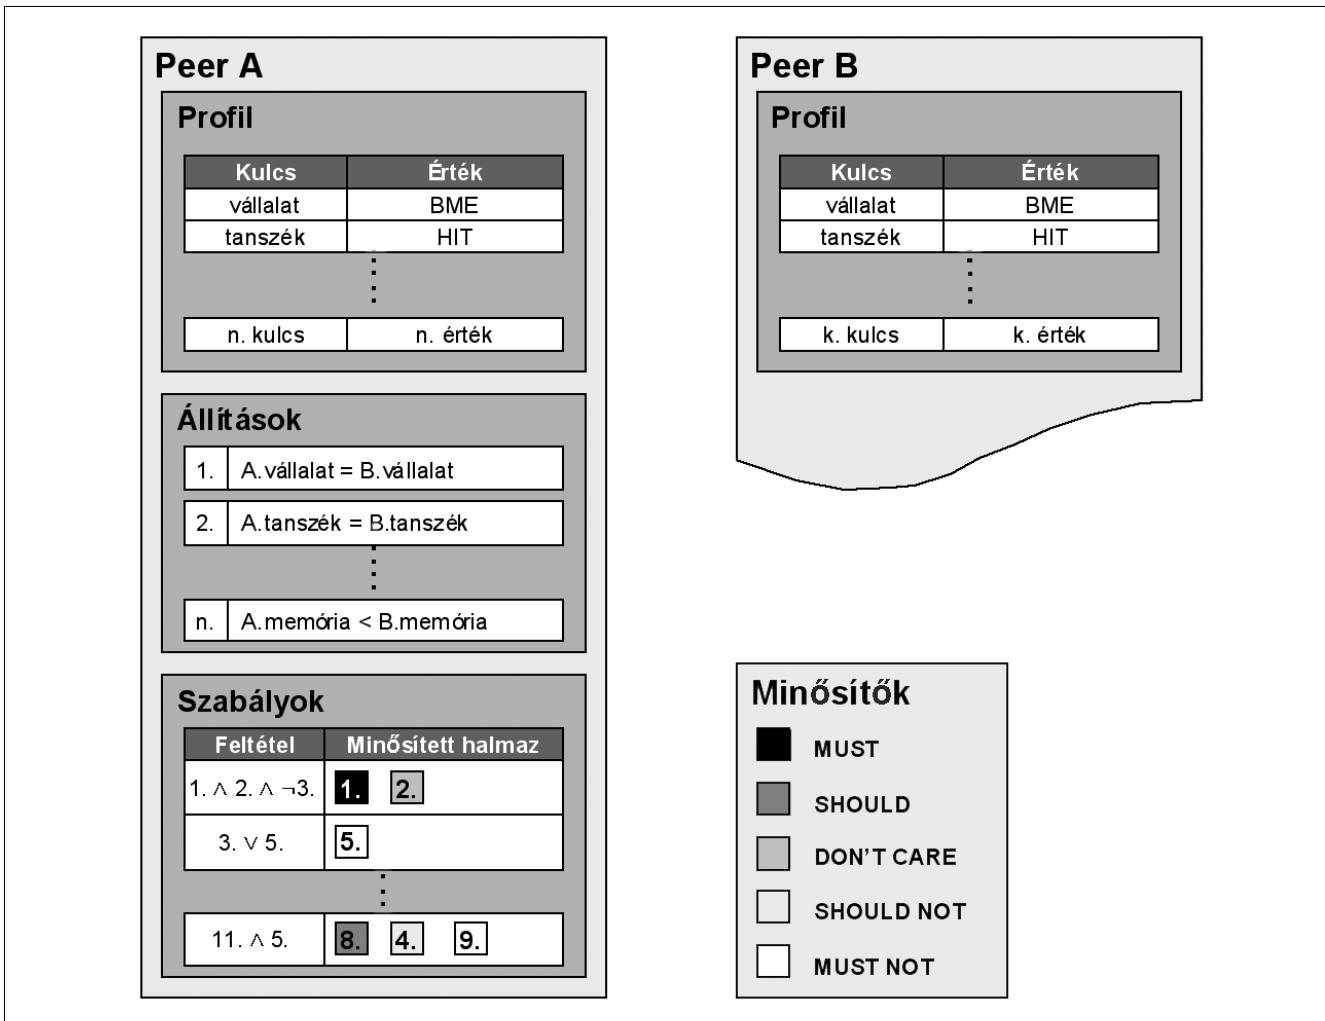 Peer A
Profil
Kulcs Érték
vállalat BME
tanszék HIT
n. kulcs n. érték
Állítások
1. A.vállalat = B.vállalat
2. A.tanszék = B.tanszék
n. A.memória < B.memória
Szabályok
Feltétel Minősített halmaz
1. ∧ 2. ∧ ¬3. 1. 2.
3. ∨ 5. 5.
11. ∧ 5. 8. 4. 9.
Peer B
Profil
Kulcs Érték
vállalat BME
tanszék HIT
k. kulcs k. érték
Minősítők
MUST
SHOULD
DON'T CARE
SHOULD NOT
MUST NOT